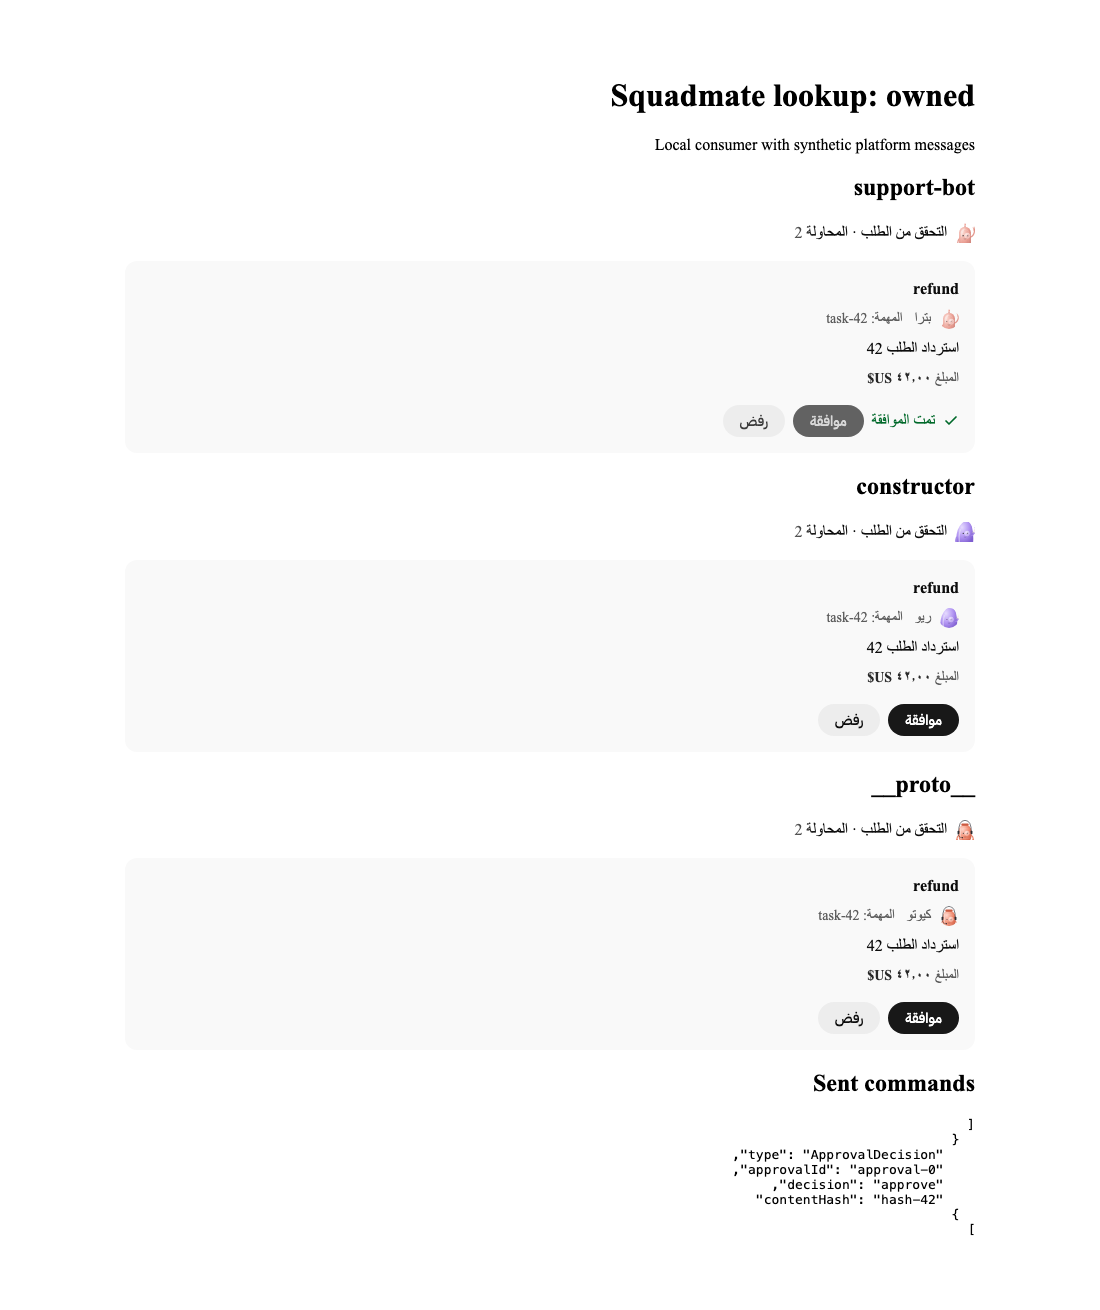 Squadmate lookup: owned
Local consumer with synthetic platform messages
support-bot
التحقق من الطلب · المحاولة 2
refund
بترا المهمة: task-42
استرداد الطلب 42
المبلغ ٤٢٫٠٠ US$
تمت الموافقة موافقة رفض
constructor
التحقق من الطلب · المحاولة 2
refund
ريو المهمة: task-42
استرداد الطلب 42
المبلغ ٤٢٫٠٠ US$
موافقة رفض
__proto__
التحقق من الطلب · المحاولة 2
refund
كيوتو المهمة: task-42
استرداد الطلب 42
المبلغ ٤٢٫٠٠ US$
موافقة رفض
Sent commands
[
{
"type": "ApprovalDecision",
"approvalId": "approval-0",
"decision": "approve",
"contentHash": "hash-42"
}
]